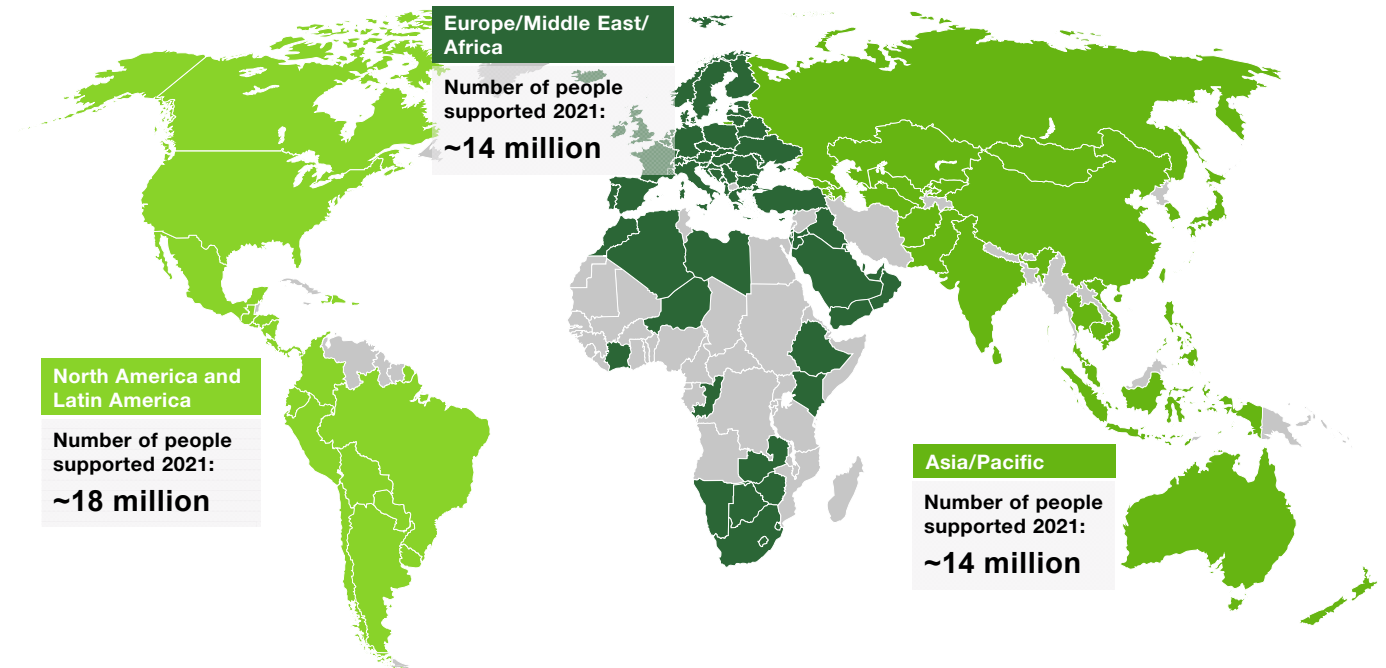 Europe/Middle East/
Africa
Number of people
supported 2021:
~14 million
North America and
Latin America
Number of people
supported 2021:
~18 million
Asia/Pacific
Number of people
supported 2021:
~14 million